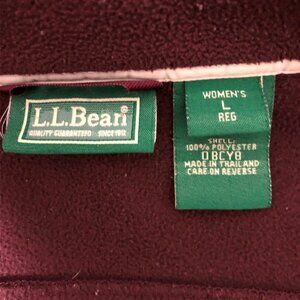 L.L.Bean
QUALITY GUARANTEED SINCE 1912
WOMEN'S
L
REG
SHELL:
100% POLYESTER
0BCY8
MADE IN THAILAND
CARE ON REVERSE